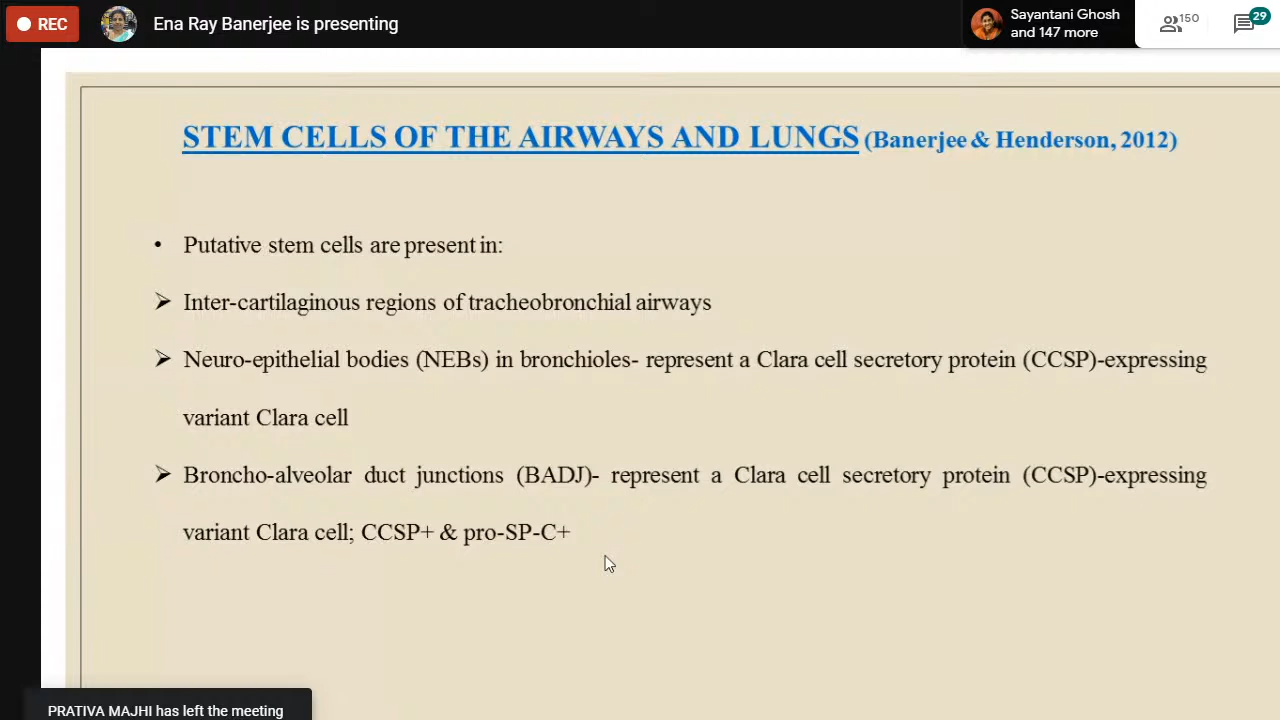 REC
Ena Ray Banerjee is presenting
Sayantani Ghosh
and 147 more
150
29
STEM CELLS OF THE AIRWAYS AND LUNGS (Banerjee & Henderson, 2012)
• Putative stem cells are present in:
➢ Inter-cartilaginous regions of tracheobronchial airways
➢ Neuro-epithelial bodies (NEBs) in bronchioles- represent a Clara cell secretory protein (CCSP)-expressing
variant Clara cell
➢ Broncho-alveolar duct junctions (BADJ)- represent a Clara cell secretory protein (CCSP)-expressing
variant Clara cell; CCSP+ & pro-SP-C+
PRATIVA MAJHI has left the meeting